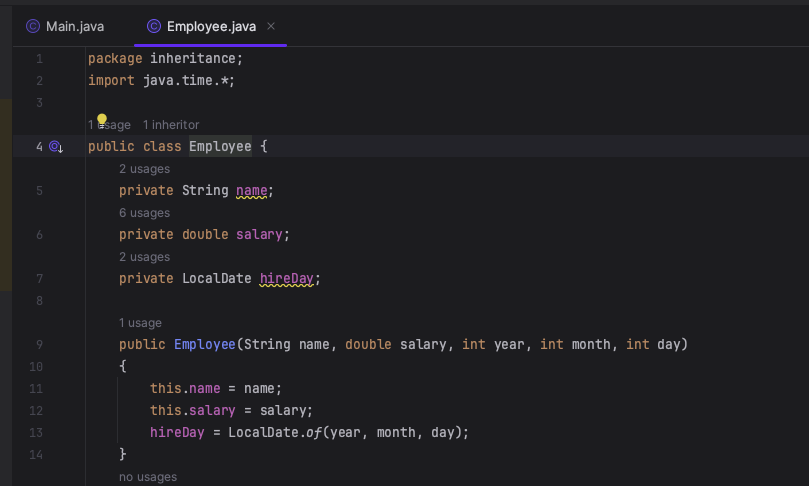 Main.java Employee.java
1 package inheritance;
2 import java.time.*;
3
1 usage 1 inheritor
4 public class Employee {
2 usages
5 private String name;
6 usages
6 private double salary;
2 usages
7 private LocalDate hireDay;
8
1 usage
9 public Employee(String name, double salary, int year, int month, int day)
10 {
11 this.name = name;
12 this.salary = salary;
13 hireDay = LocalDate.of(year, month, day);
14 }
no usages